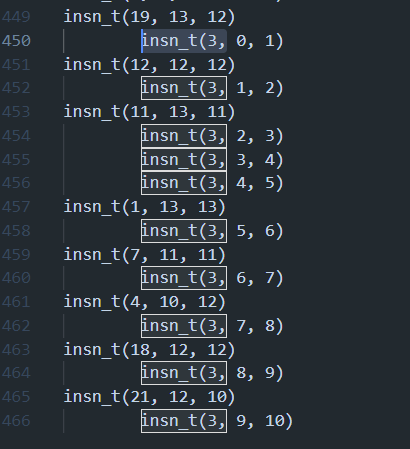 449 insn_t(19, 13, 12)
450 insn_t(3, 0, 1)
451 insn_t(12, 12, 12)
452 insn_t(3, 1, 2)
453 insn_t(11, 13, 11)
454 insn_t(3, 2, 3)
455 insn_t(3, 3, 4)
456 insn_t(3, 4, 5)
457 insn_t(1, 13, 13)
458 insn_t(3, 5, 6)
459 insn_t(7, 11, 11)
460 insn_t(3, 6, 7)
461 insn_t(4, 10, 12)
462 insn_t(3, 7, 8)
463 insn_t(18, 12, 12)
464 insn_t(3, 8, 9)
465 insn_t(21, 12, 10)
466 insn_t(3, 9, 10)